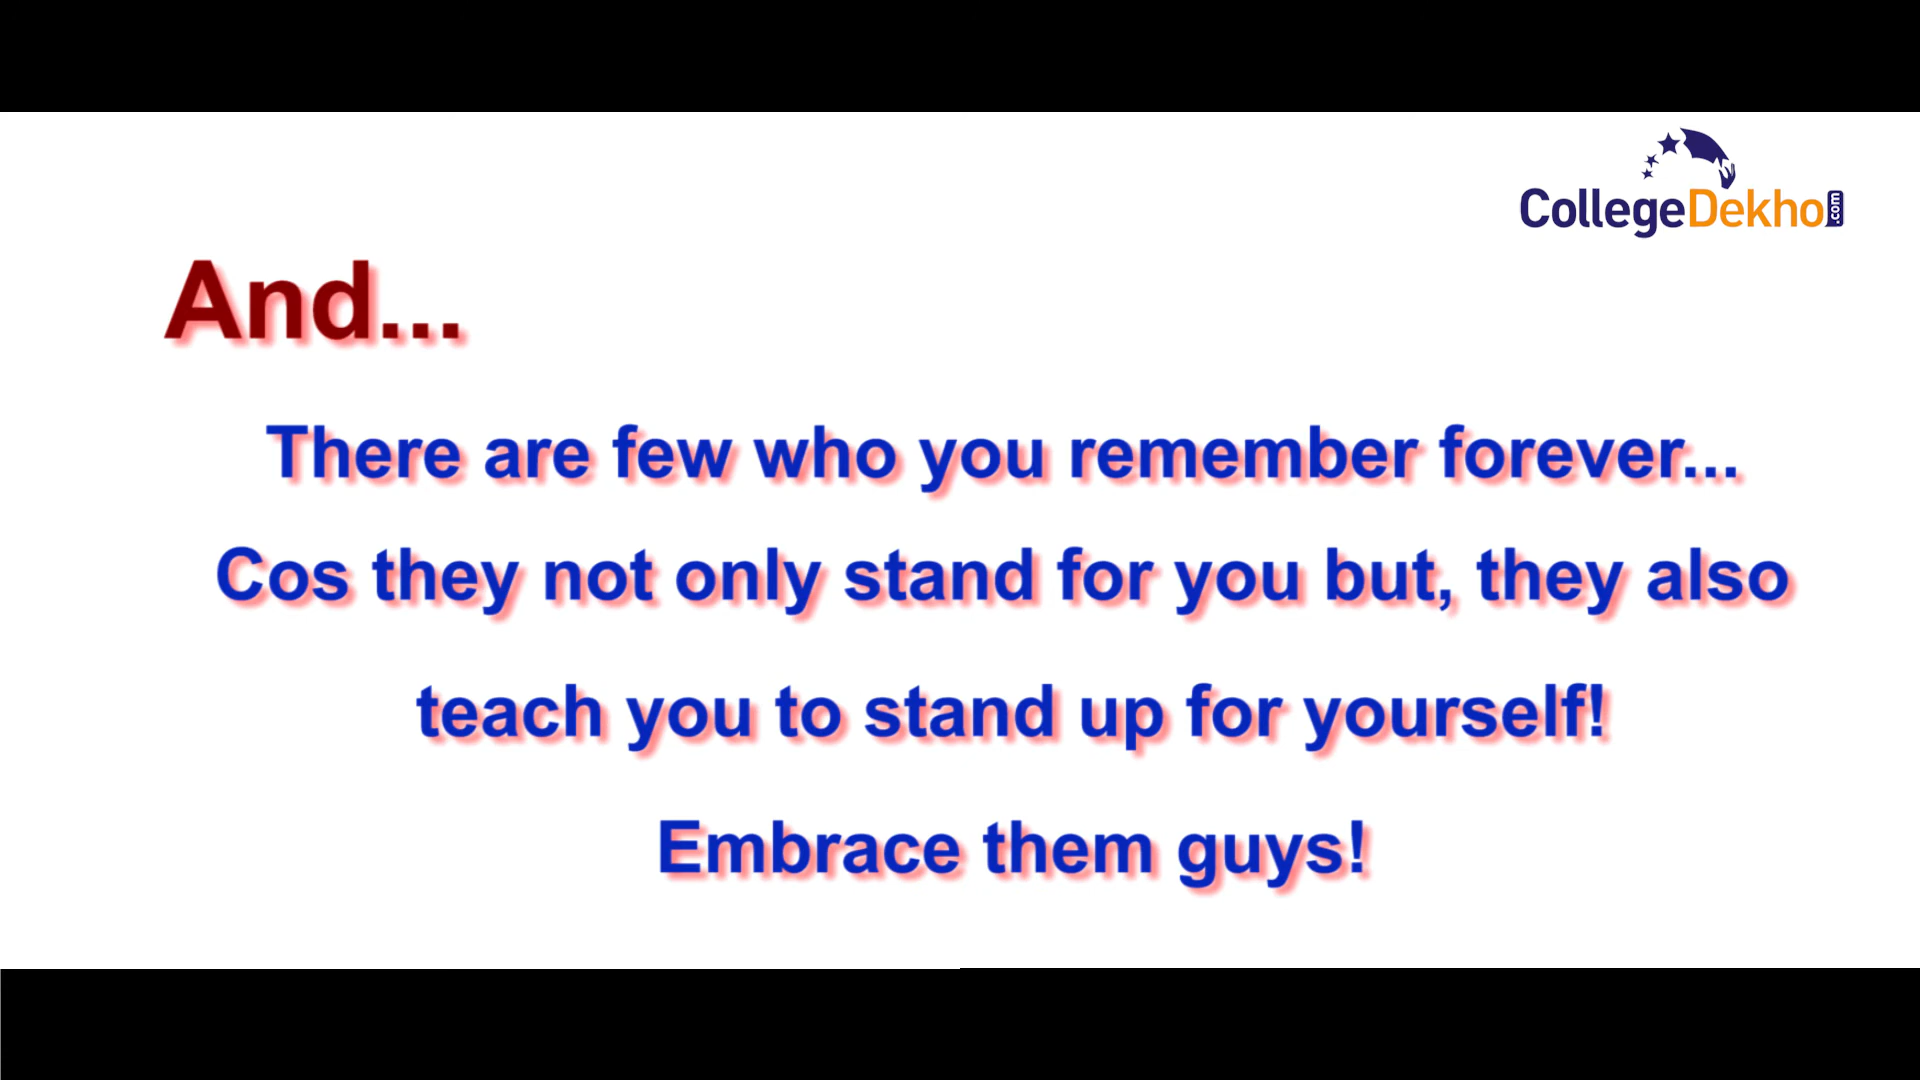 CollegeDekho.com
And...
There are few who you remember forever...
Cos they not only stand for you but, they also
teach you to stand up for yourself!
Embrace them guys!